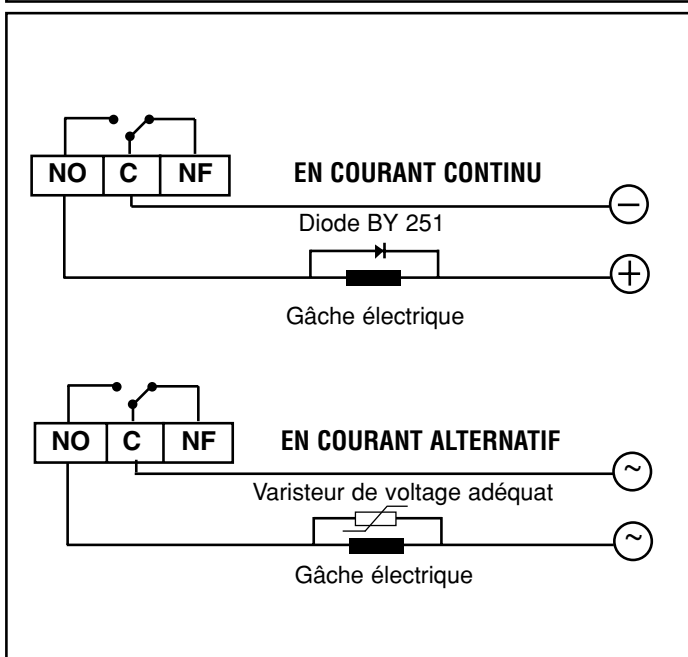 NO C NF
EN COURANT CONTINU
−
Diode BY 251
+
Gâche électrique
NO C NF
EN COURANT ALTERNATIF
~
Varisteur de voltage adéquat
~
Gâche électrique